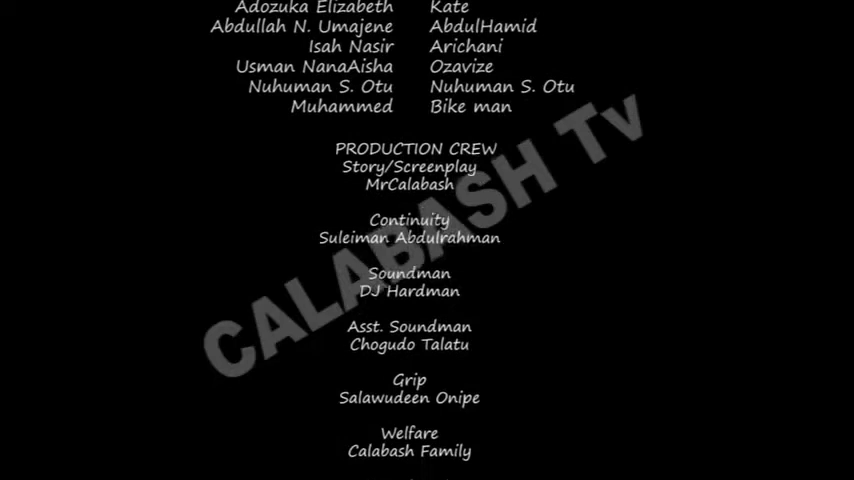 Adozuka Elizabeth Kate
Abdullah N. Umajene AbdulHamid
Isah Nasir Arichani
Usman NanaAisha Ozavize
Nuhuman S. Otu Nuhuman S. Otu
Muhammed Bike man
PRODUCTION CREW
Story/Screenplay
MrCalabash
Continuity
Suleiman Abdulrahman
Soundman
DJ Hardman
Asst. Soundman
Chogudo Talatu
Grip
Salawudeen Onipe
Welfare
Calabash Family
CALABASH Tv